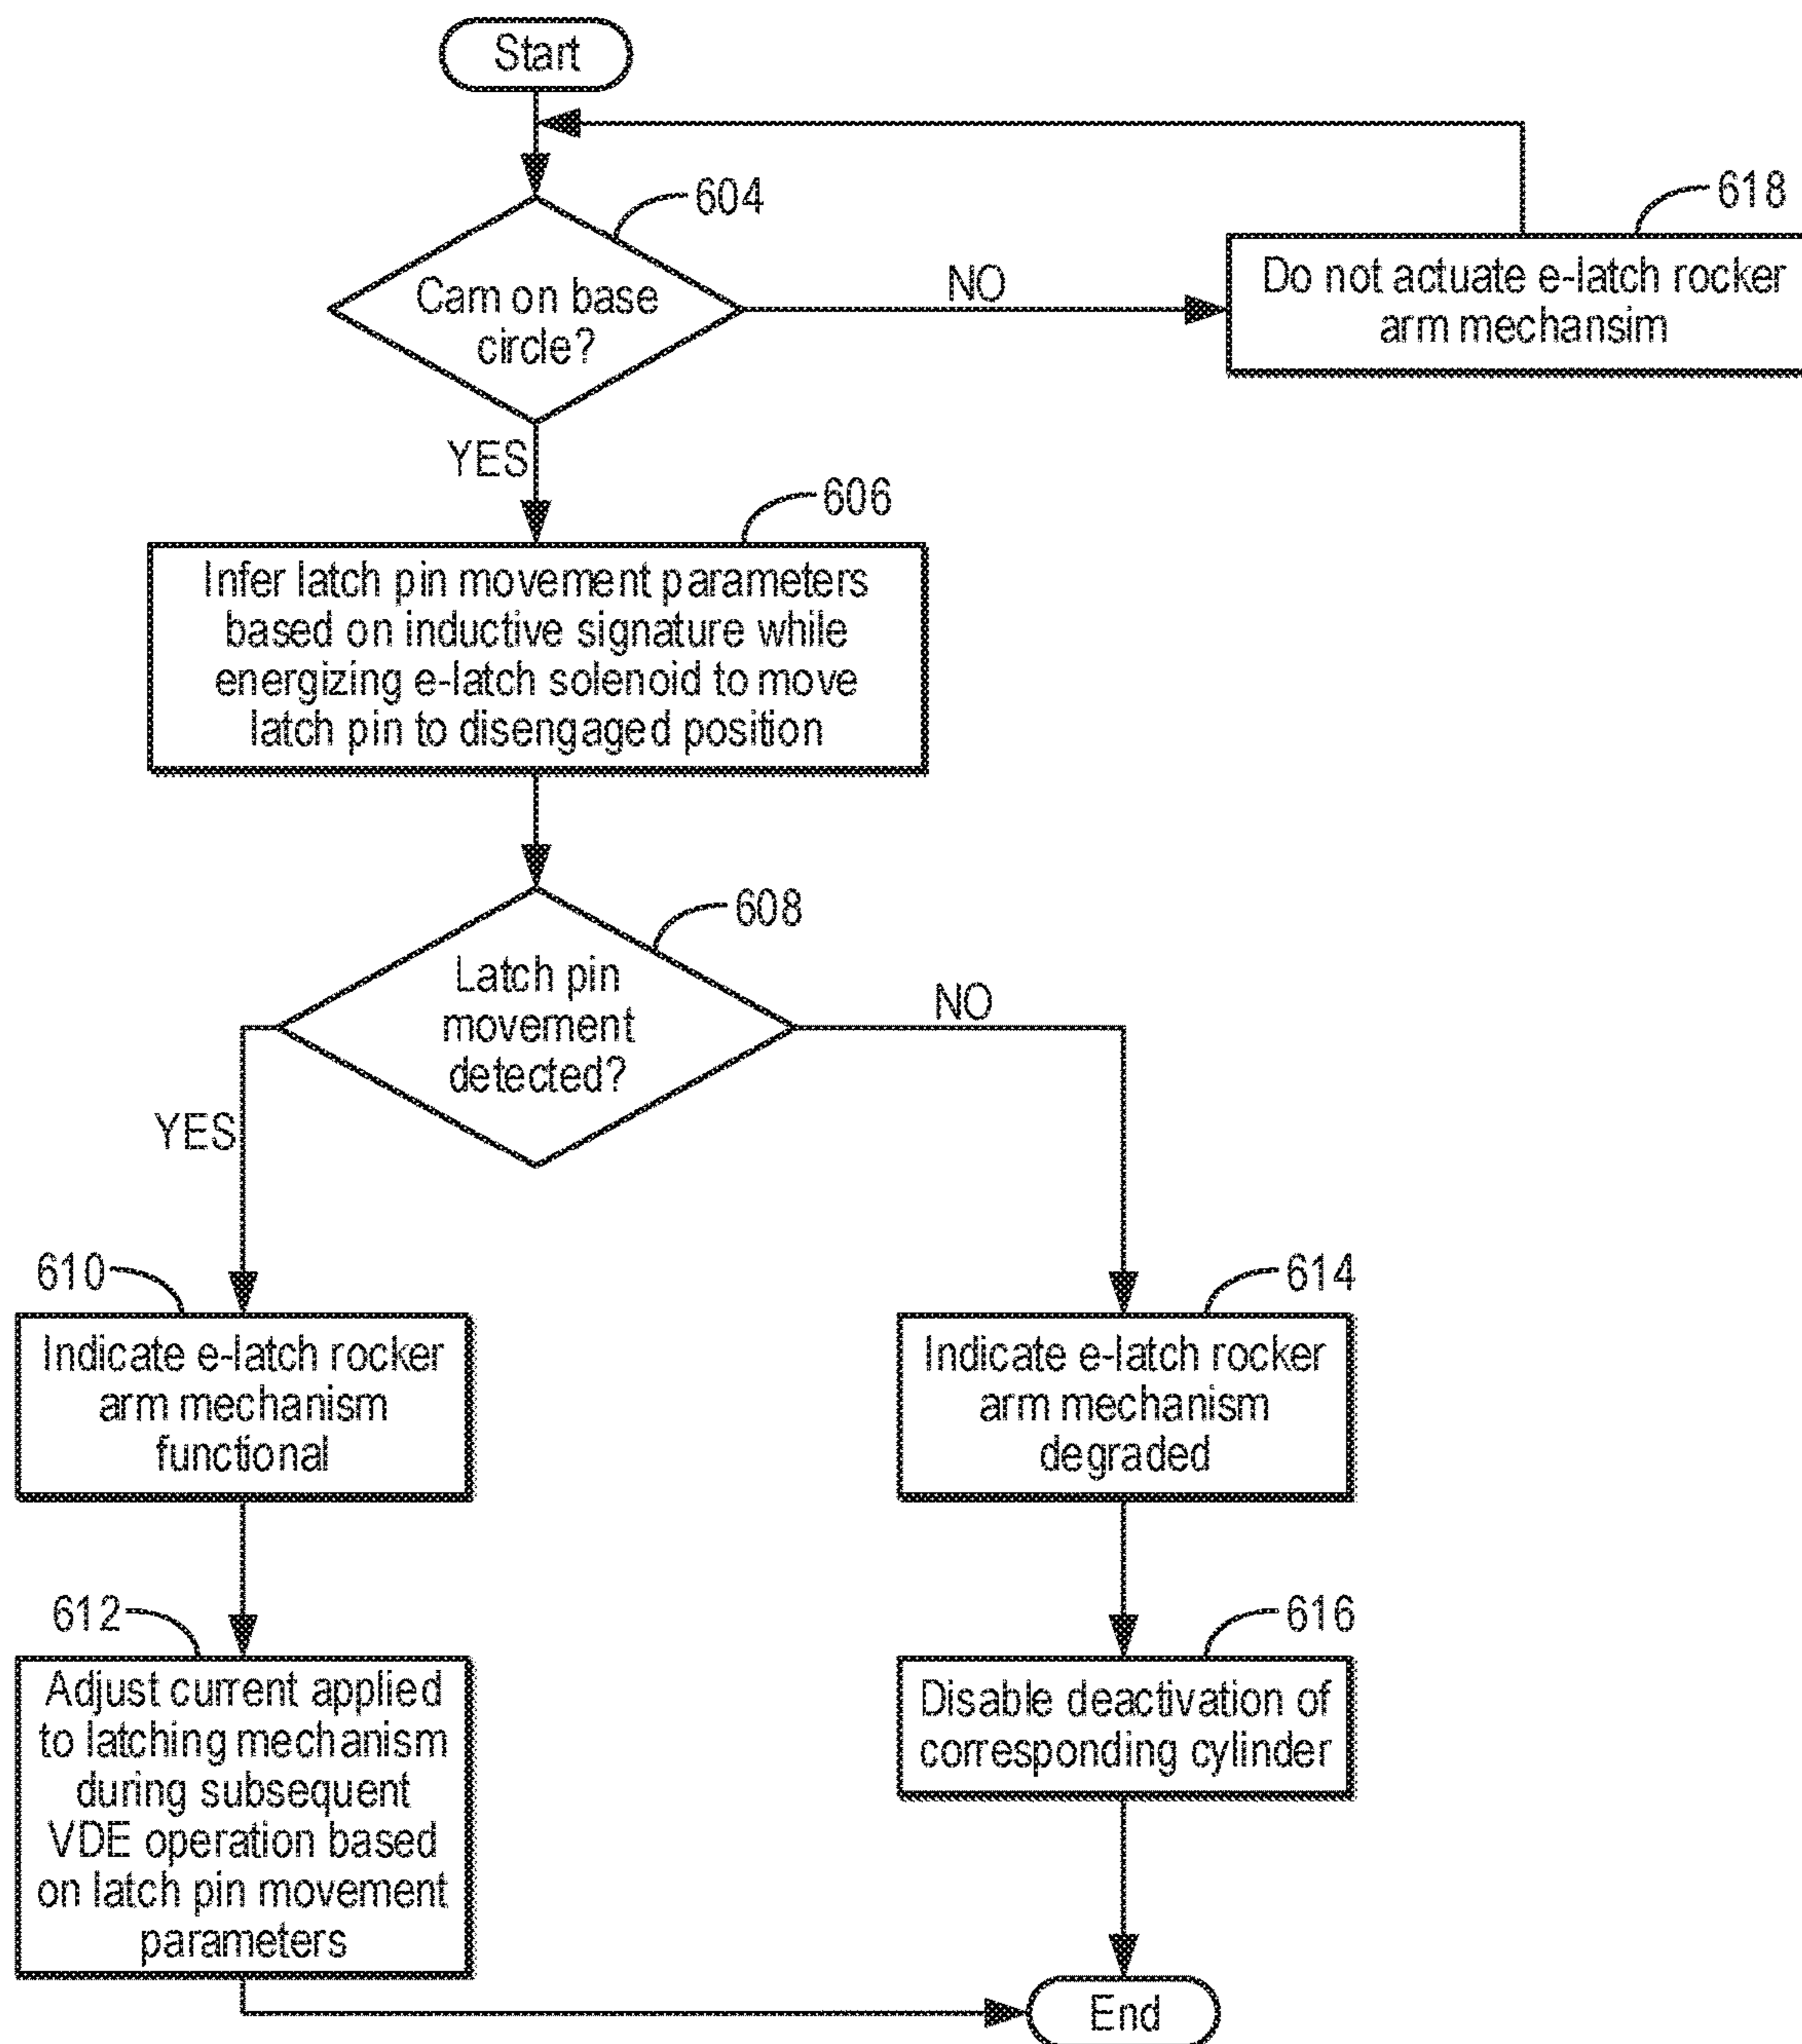 Start
604
618
Cam on base
circle?
NO
Do not actuate e-latch rocker
arm mechansim
YES
606
Infer latch pin movement parameters
based on inductive signature while
energizing e-latch solenoid to move
latch pin to disengaged position
608
Latch pin
movement
detected?
NO
YES
610
614
Indicate e-latch rocker
arm mechanism
functional
Indicate e-latch rocker
arm mechanism
degraded
612
616
Adjust current applied
to latching mechanism
during subsequent
VDE operation based
on latch pin movement
parameters
Disable deactivation of
corresponding cylinder
End